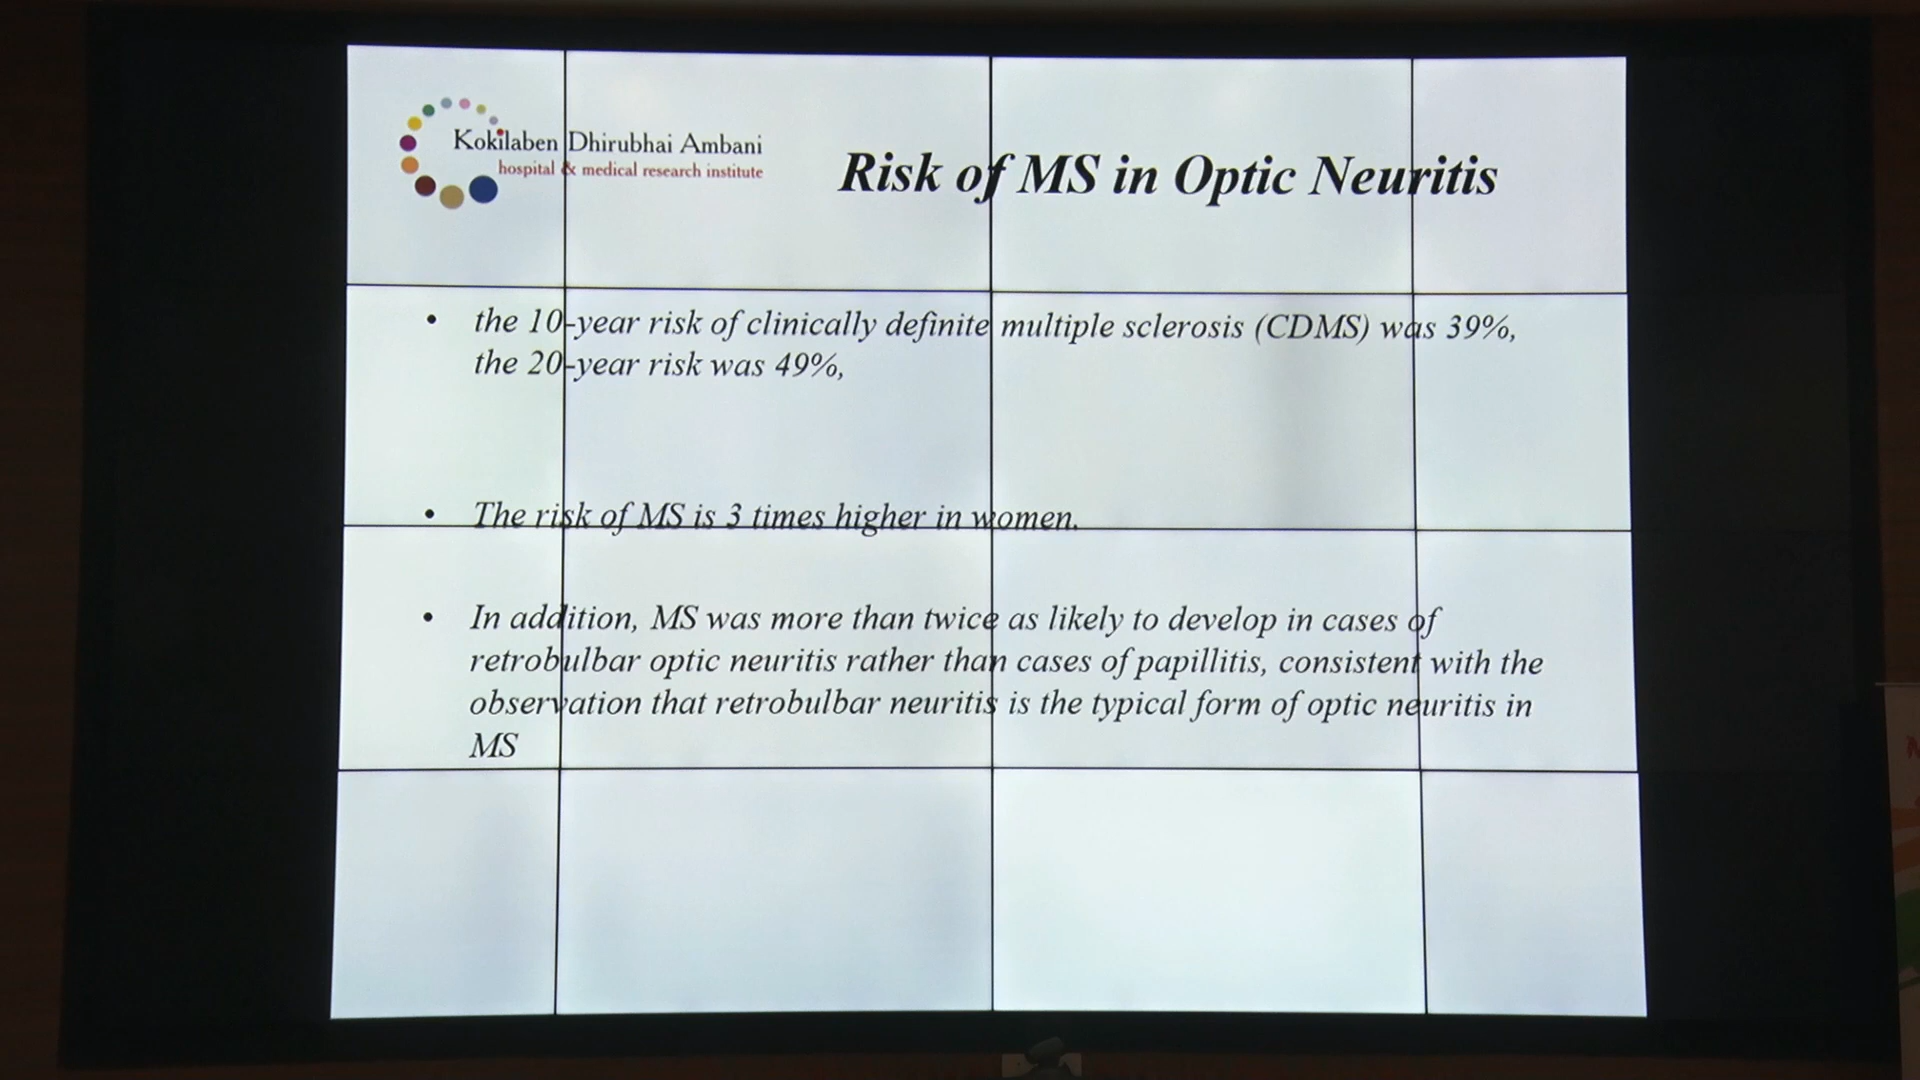 Kokilaben Dhirubhai Ambani
hospital & medical research institute
Risk of MS in Optic Neuritis
• the 10-year risk of clinically definite multiple sclerosis (CDMS) was 39%,
the 20-year risk was 49%,
• The risk of MS is 3 times higher in women.
• In addition, MS was more than twice as likely to develop in cases of
retrobulbar optic neuritis rather than cases of papillitis, consistent with the
observation that retrobulbar neuritis is the typical form of optic neuritis in
MS